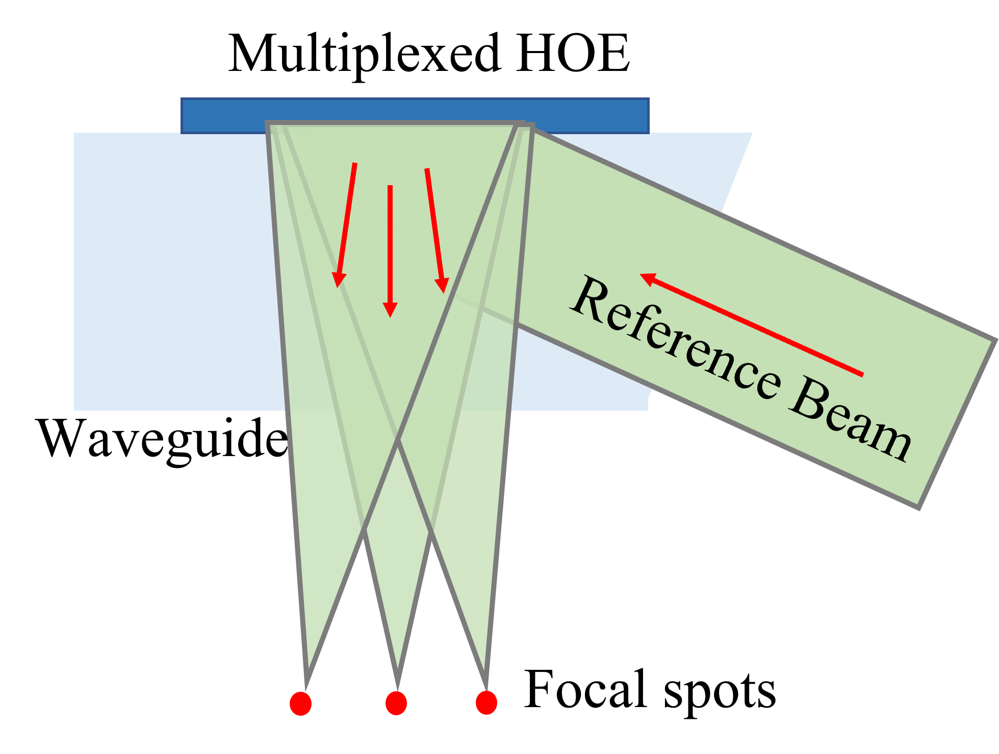 Multiplexed HOE
Reference Beam
Waveguide
Focal spots